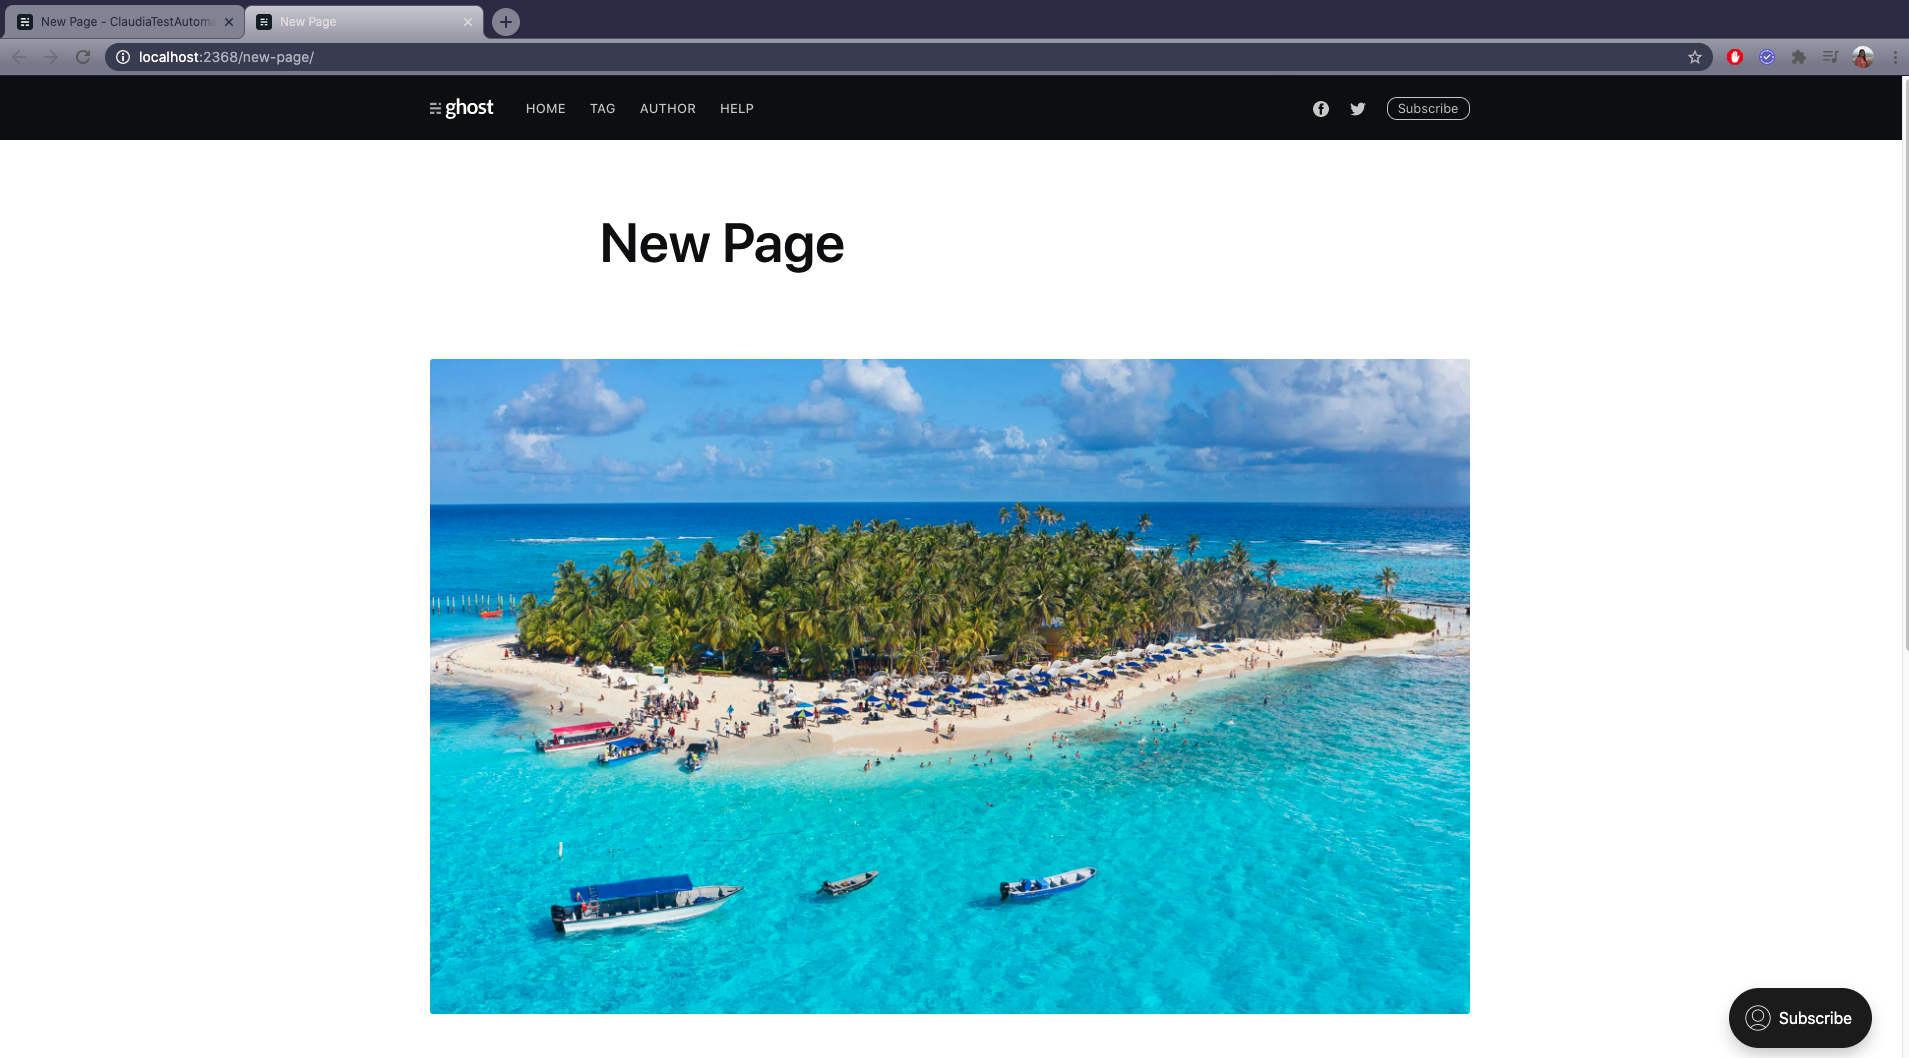 New Page - ClaudiaTestAutoma
New Page
localhost:2368/new-page/
ghost
HOME
TAG
AUTHOR
HELP
Subscribe
New Page
Subscribe